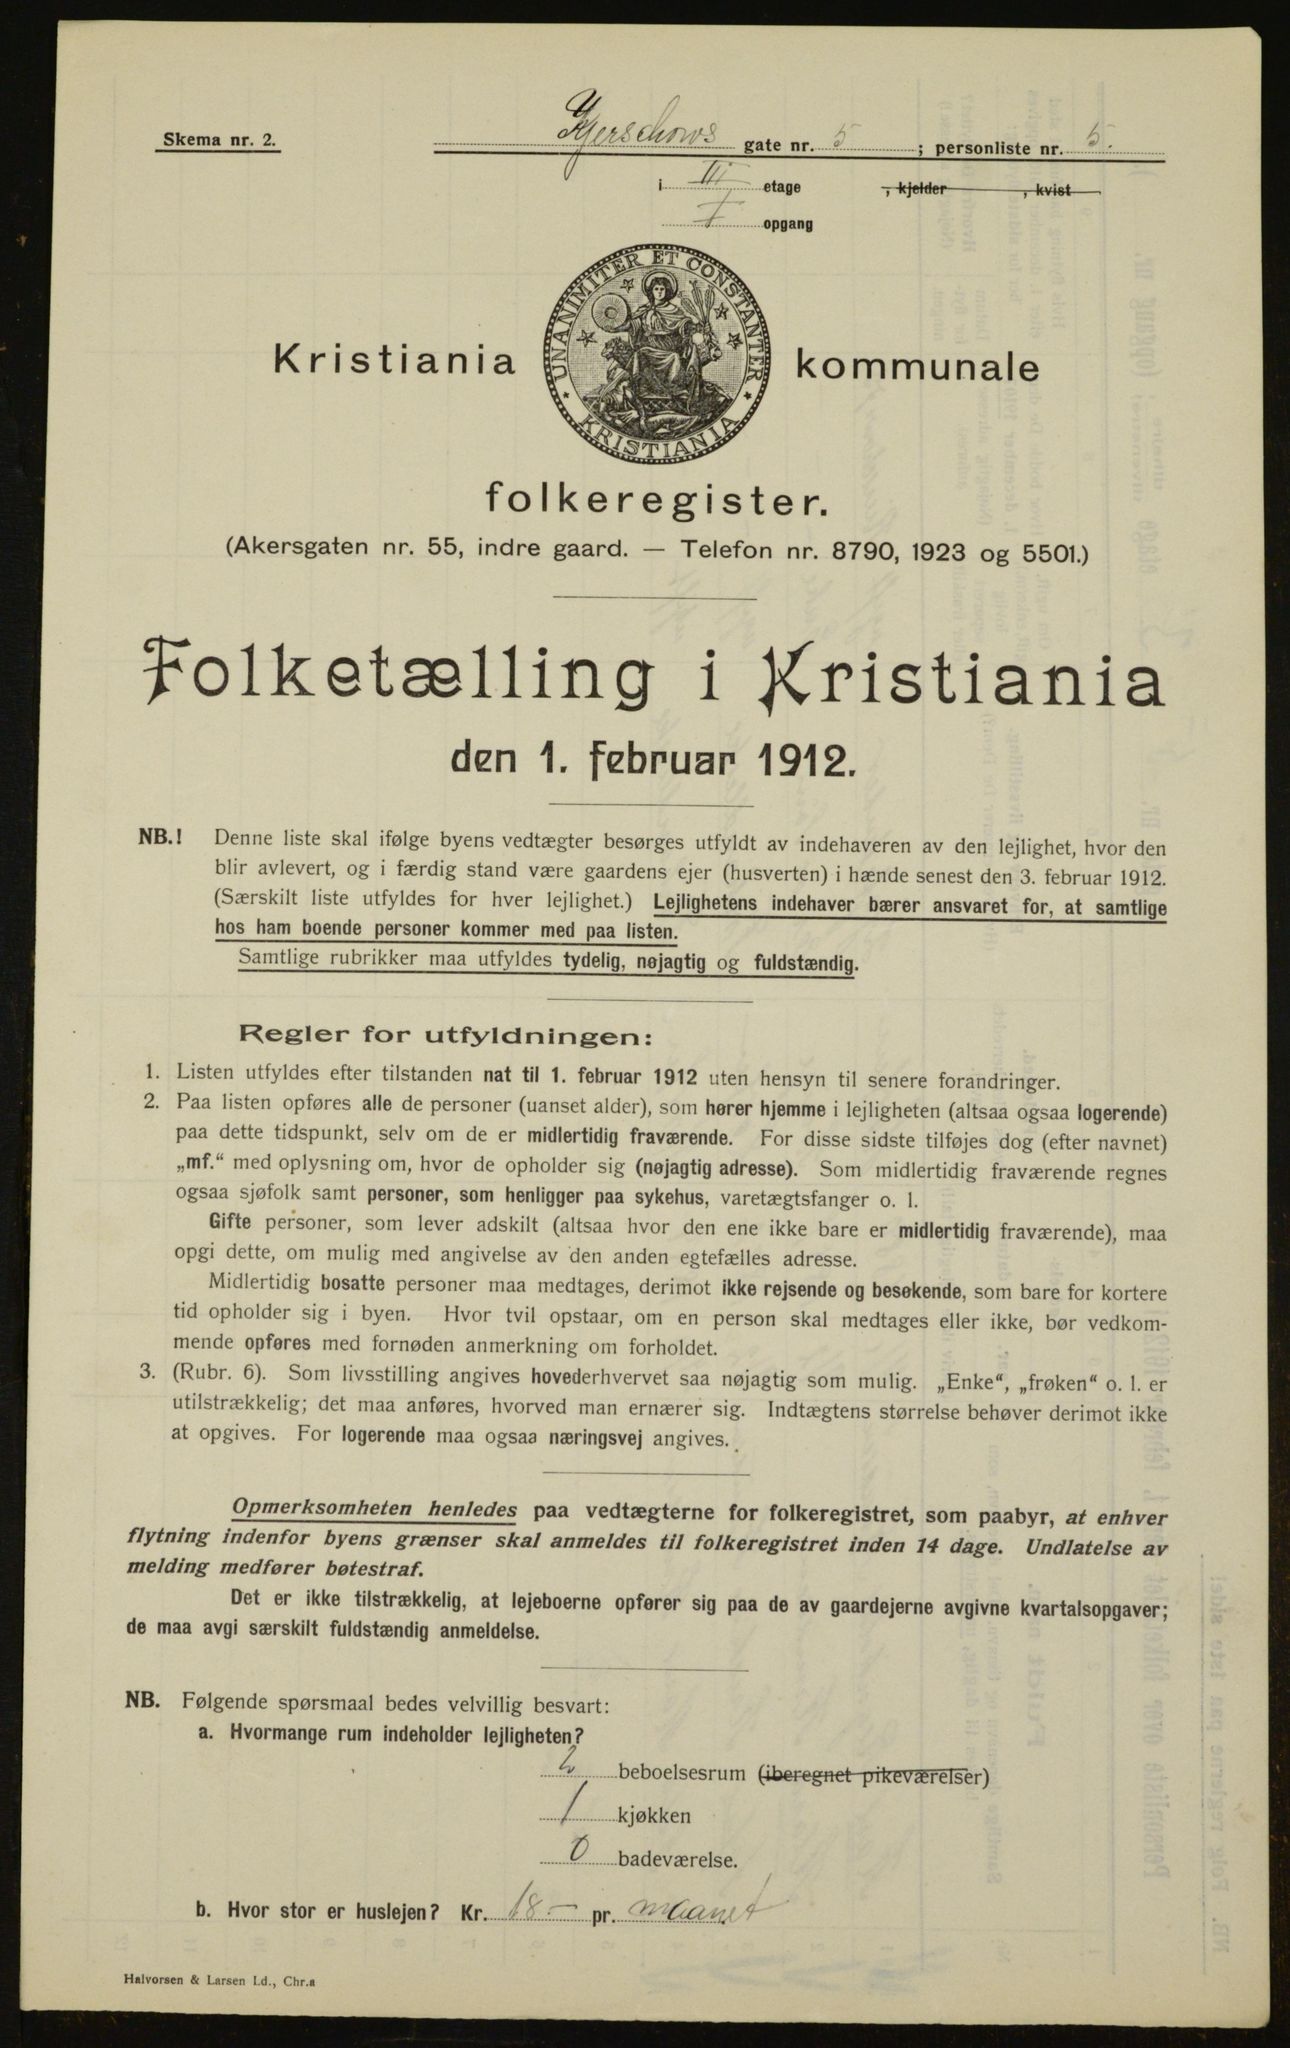 Skema nr. 2.
Kjerschows gate nr. 5 ; personliste nr. 5.
i III etage , kjelder , kvist
I opgang
UNANIMITER ET CONSTANTER
KRISTIANIA
Kristiania kommunale
folkeregister.
(Akersgaten nr. 55, indre gaard. — Telefon nr. 8790, 1923 og 5501.)
Folketælling i Kristiania
den 1. februar 1912.
NB.! Denne liste skal ifølge byens vedtægter besørges utfyldt av indehaveren av den lejlighet, hvor den
blir avlevert, og i færdig stand være gaardens ejer (husverten) i hænde senest den 3. februar 1912.
(Særskilt liste utfyldes for hver lejlighet.) Lejlighetens indehaver bærer ansvaret for, at samtlige
hos ham boende personer kommer med paa listen.
Samtlige rubrikker maa utfyldes tydelig, nøjagtig og fuldstændig.
Regler for utfyldningen:
1. Listen utfyldes efter tilstanden nat til 1. februar 1912 uten hensyn til senere forandringer.
2. Paa listen opføres alle de personer (uanset alder), som hører hjemme i lejligheten (altsaa ogsaa logerende)
paa dette tidspunkt, selv om de er midlertidig fraværende. For disse sidste tilføjes dog (efter navnet)
„mf.“ med oplysning om, hvor de opholder sig (nøjagtig adresse). Som midlertidig fraværende regnes
ogsaa sjøfolk samt personer, som henligger paa sykehus, varetægtsfanger o. l.
Gifte personer, som lever adskilt (altsaa hvor den ene ikke bare er midlertidig fraværende), maa
opgi dette, om mulig med angivelse av den anden egtefælles adresse.
Midlertidig bosatte personer maa medtages, derimot ikke rejsende og besøkende, som bare for kortere
tid opholder sig i byen. Hvor tvil opstaar, om en person skal medtages eller ikke, bør vedkom-
mende opføres med fornøden anmerkning om forholdet.
3. (Rubr. 6). Som livsstilling angives hovederhvervet saa nøjagtig som mulig. „Enke“, „frøken“ o. l. er
utilstrækkelig; det maa anføres, hvorved man ernærer sig. Indtægtens størrelse behøver derimot ikke
at opgives. For logerende maa ogsaa næringsvej angives.
Opmerksomheten henledes paa vedtægterne for folkeregistret, som paabyr, at enhver
flytning indenfor byens grænser skal anmeldes til folkeregistret inden 14 dage. Undlatelse av
melding medfører bøtestraf.
Det er ikke tilstrækkelig, at lejeboerne opfører sig paa de av gaardejerne avgivne kvartalsopgaver;
de maa avgi særskilt fuldstændig anmeldelse.
NB. Følgende spørsmaal bedes velvillig besvart:
a. Hvormange rum indeholder lejligheten?
2 beboelsesrum (iberegnet pikeværelser)
1 kjøkken
0 badeværelse.
b. Hvor stor er huslejen? Kr. 18 - pr. maanet
Halvorsen & Larsen Ld., Chr.a